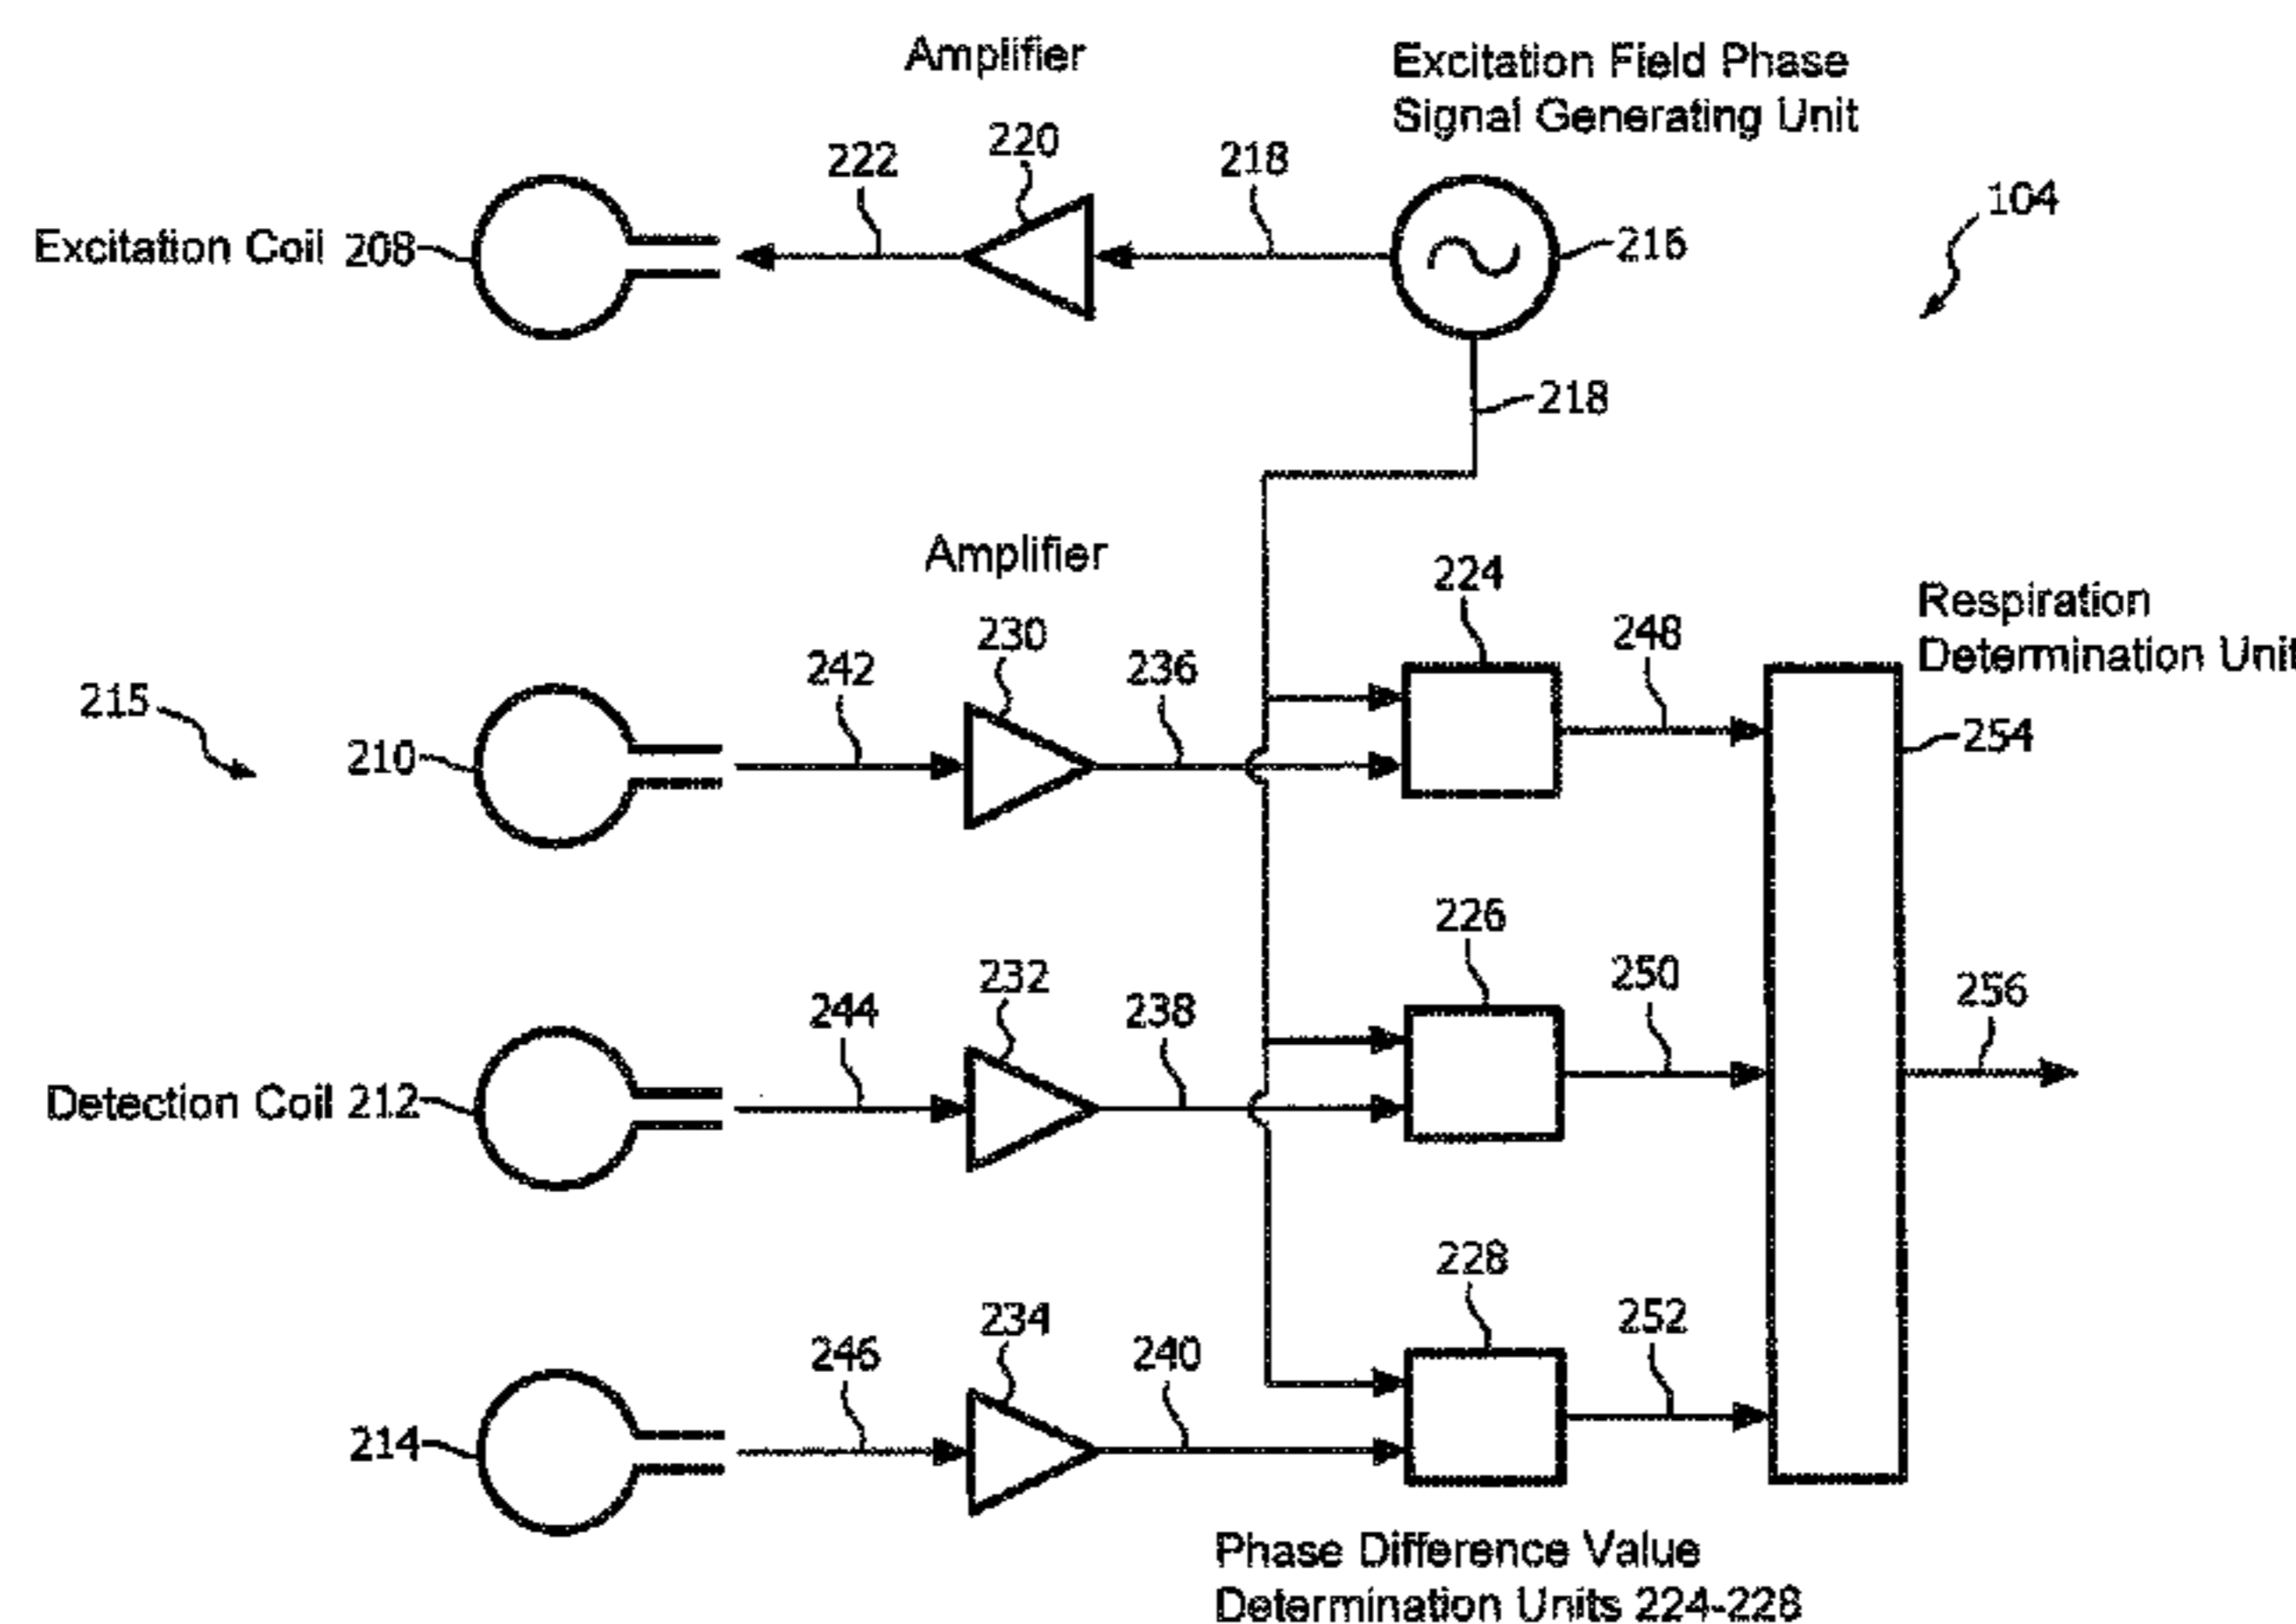 Amplifier
Excitation Field Phase
Signal Generating Unit
220
222
218
104
Excitation Coil 208
216
218
Amplifier
224
Respiration
Determination Unit
230
248
242
236
215
210
254
226
232
250
244
238
256
Detection Coil 212
228
234
252
246
240
214
Phase Difference Value
Determination Units 224-228